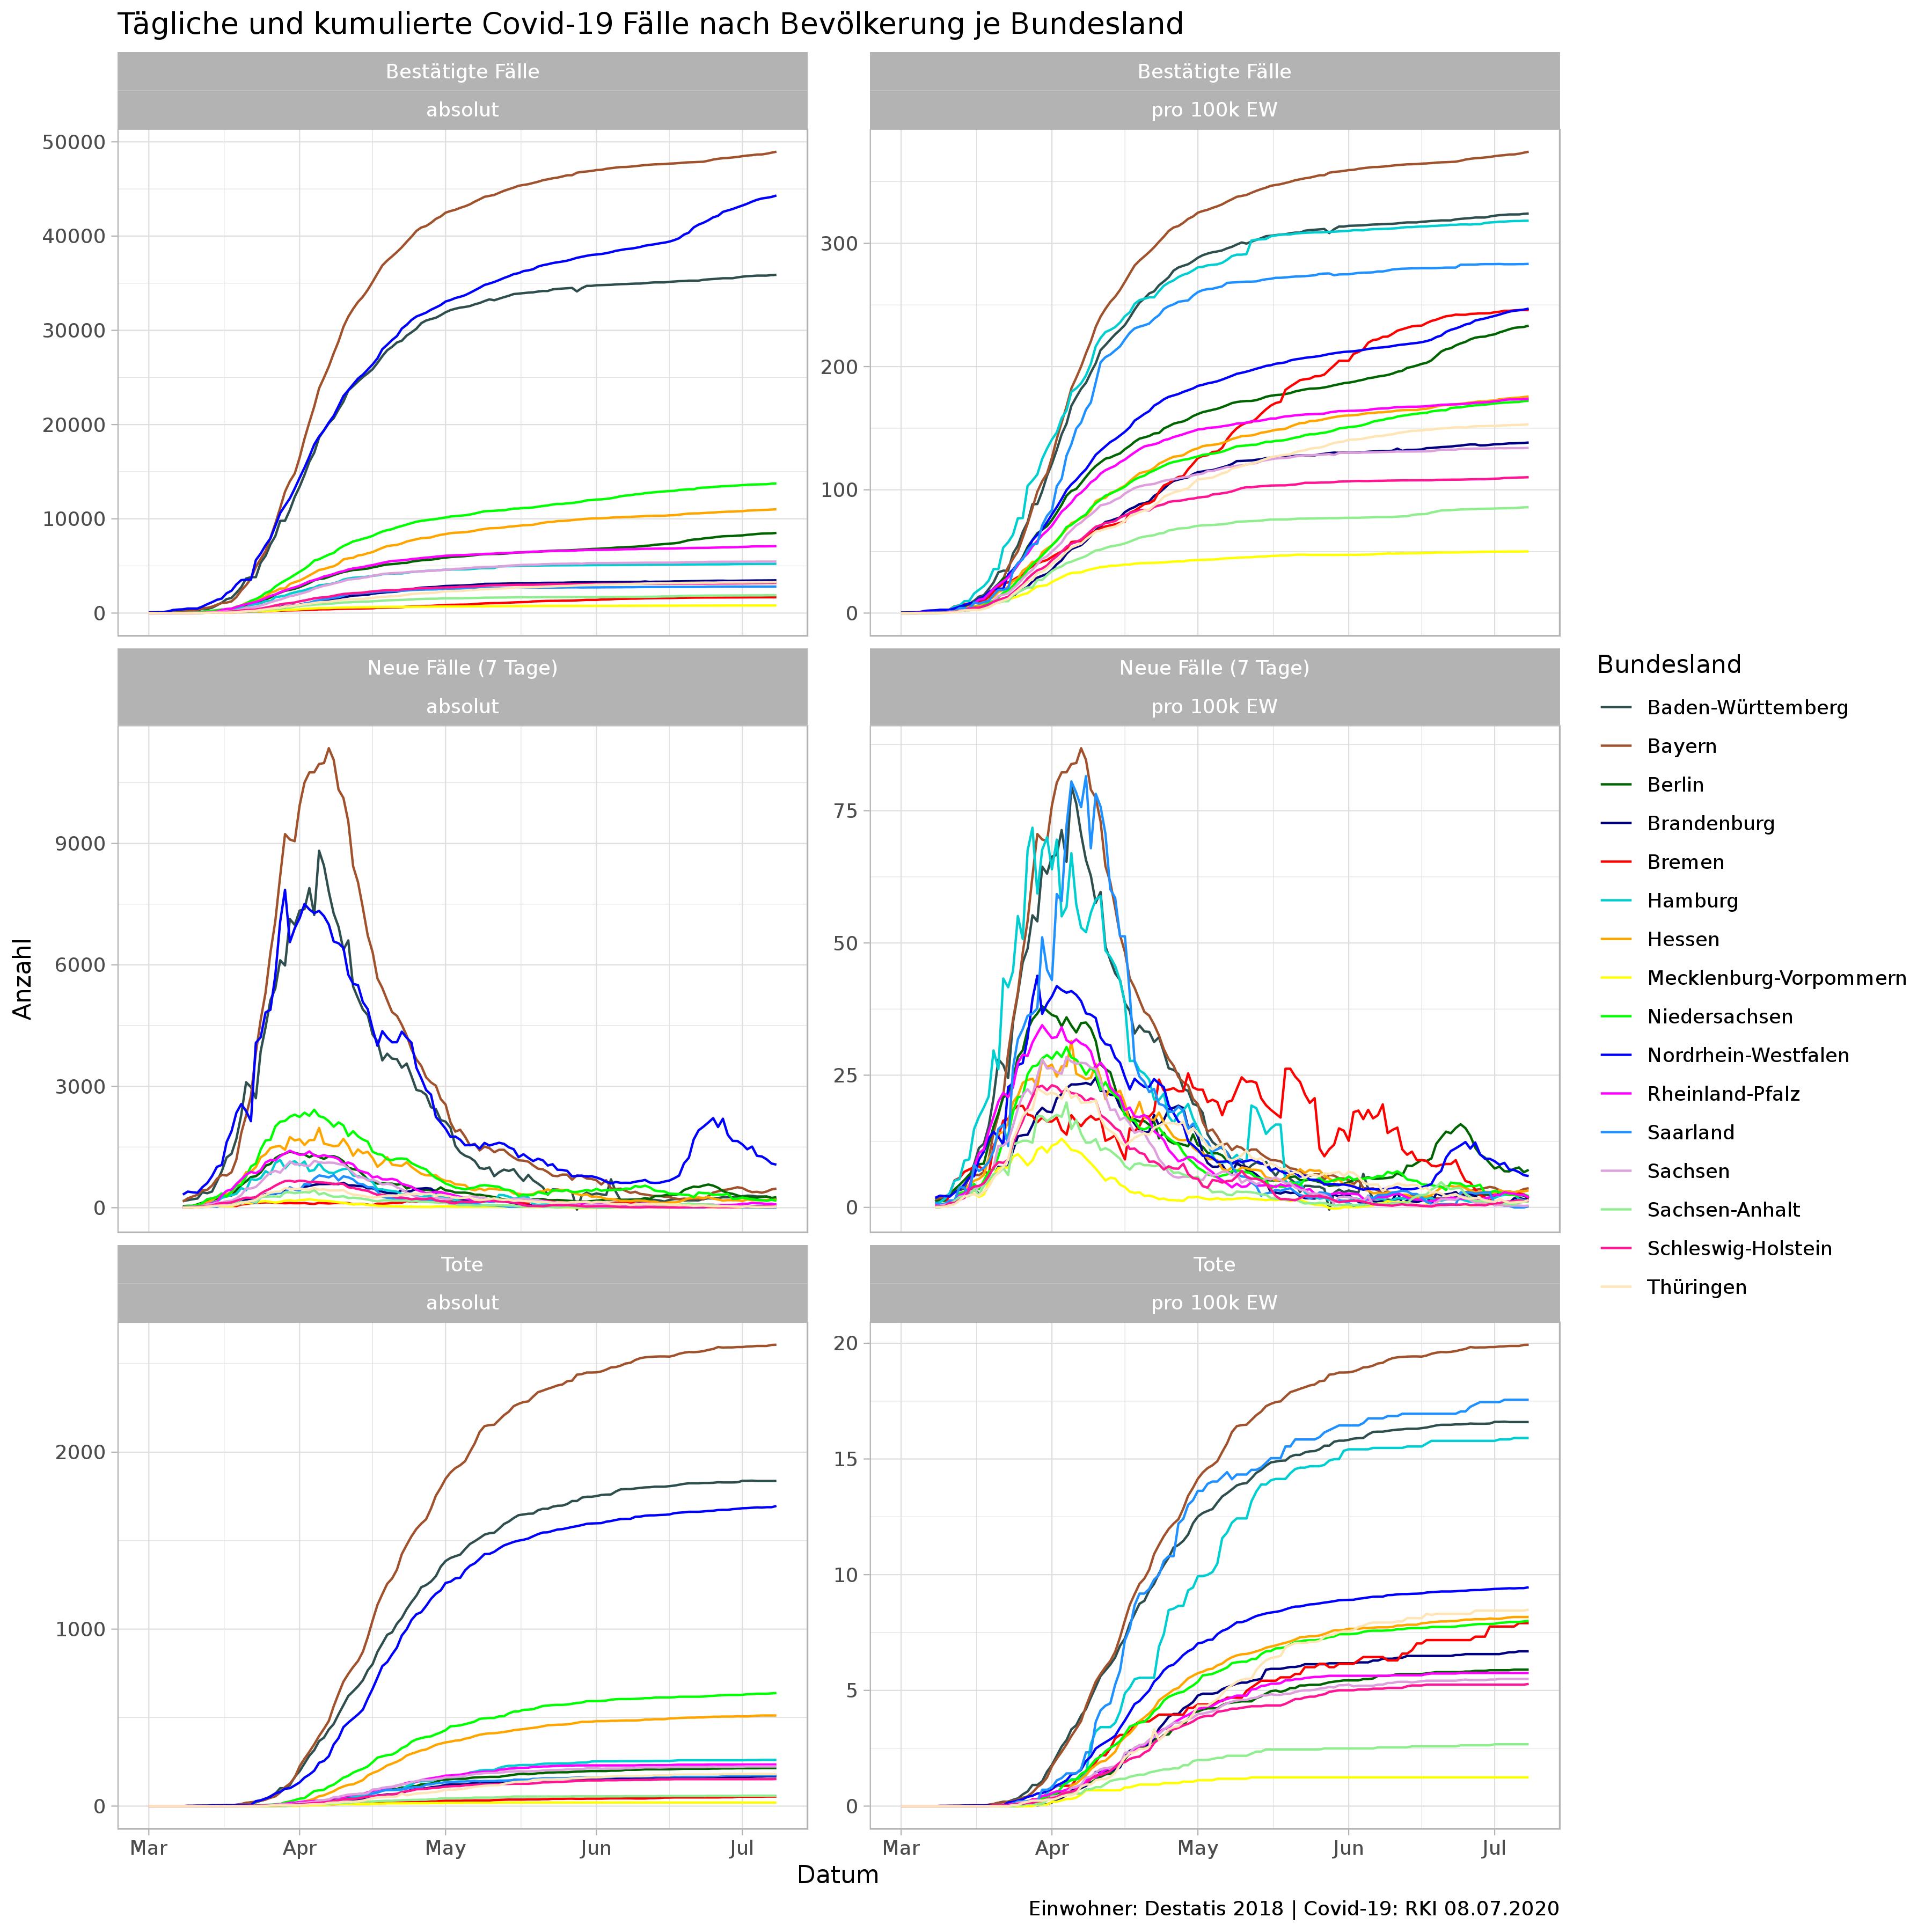 Tägliche und kumulierte Covid-19 Fälle nach Bevölkerung je Bundesland
Bestätigte Fälle
absolut
50000
40000
30000
20000
10000
0
Bestätigte Fälle
pro 100k EW
300
200
100
0
Neue Fälle (7 Tage)
absolut
9000
6000
3000
0
Neue Fälle (7 Tage)
pro 100k EW
75
50
25
0
Tote
absolut
2000
1000
0
Mar Apr May Jun Jul
Tote
pro 100k EW
20
15
10
5
0
Mar Apr May Jun Jul
Anzahl
Datum
Bundesland
Baden-Württemberg
Bayern
Berlin
Brandenburg
Bremen
Hamburg
Hessen
Mecklenburg-Vorpommern
Niedersachsen
Nordrhein-Westfalen
Rheinland-Pfalz
Saarland
Sachsen
Sachsen-Anhalt
Schleswig-Holstein
Thüringen
Einwohner: Destatis 2018 | Covid-19: RKI 08.07.2020